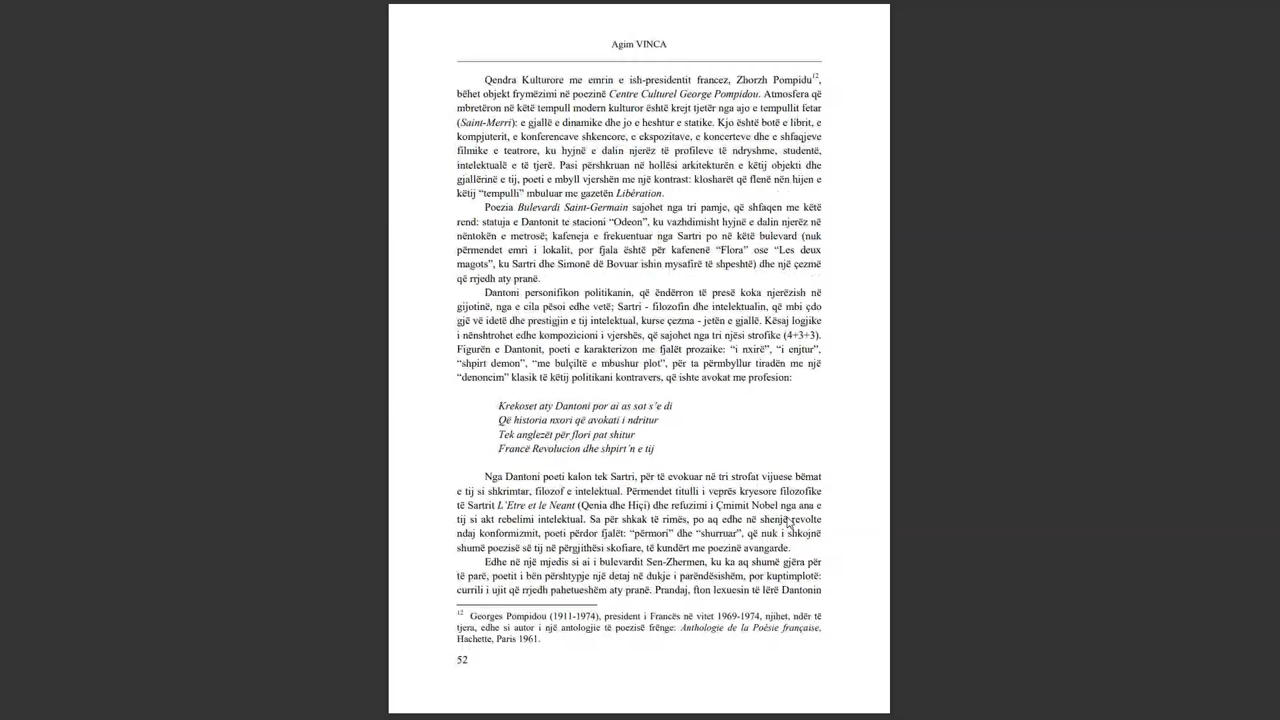 Agim VINCA
Qendra Kulturore me emrin e ish-presidentit francez, Zhorzh Pompidu12,
bëhet objekt frymëzimi në poezinë Centre Culturel George Pompidou. Atmosfera që
mbretëron në këtë tempull modern kulturor është krejt tjetër nga ajo e tempullit fetar
(Saint-Merri): e gjallë e dinamike dhe jo e heshtur e statike. Kjo është botë e librit, e
kompjuterit, e konferencave shkencore, e ekspozitave, e koncerteve dhe e shfaqjeve
filmike e teatrore, ku hyjnë e dalin njerëz të profileve të ndryshme, studentë,
intelektualë e të tjerë. Pasi përshkruan në hollësi arkitekturën e këtij objekti dhe
gjallërinë e tij, poeti e mbyll vjershën me një kontrast: klosharët që flenë nën hijen e
këtij “tempulli” mbuluar me gazetën Libération.
Poezia Bulevardi Saint-Germain sajohet nga tri pamje, që shfaqen me këtë
rend: statuja e Dantonit te stacioni “Odeon”, ku vazhdimisht hyjnë e dalin njerëz në
nëntokën e metrosë; kafeneja e frekuentuar nga Sartri po në këtë bulevard (nuk
përmendet emri i lokalit, por fjala është për kafenenë “Flora” ose “Les deux
magots”, ku Sartri dhe Simonë dë Bovuar ishin mysafirë të shpeshtë) dhe një çezmë
që rrjedh aty pranë.
Dantoni personifikon politikanin, që ëndërron të presë koka njerëzish në
gijotinë, nga e cila pësoi edhe vetë; Sartri - filozofin dhe intelektualin, që mbi çdo
gjë vë idetë dhe prestigjin e tij intelektual, kurse çezma - jetën e gjallë. Kësaj logjike
i nënshtrohet edhe kompozicioni i vjershës, që sajohet nga tri njësi strofike (4+3+3).
Figurën e Dantonit, poeti e karakterizon me fjalët prozaike: “i nxirë”, “i enjtur”,
“shpirt demon”, “me bulçiltë e mbushur plot”, për ta përmbyllur tiradën me një
“denoncim” klasik të këtij politikani kontravers, që ishte avokat me profesion:
Krekoset aty Dantoni por ai as sot s’e di
Që historia nxori që avokati i ndritur
Tek anglezët për flori pat shitur
Francë Revolucion dhe shpirt’n e tij
Nga Dantoni poeti kalon tek Sartri, për të evokuar në tri strofat vijuese bëmat
e tij si shkrimtar, filozof e intelektual. Përmendet titulli i veprës kryesore filozofike
të Sartrit L’Etre et le Neant (Qenia dhe Hiçi) dhe refuzimi i Çmimit Nobel nga ana e
tij si akt rebelimi intelektual. Sa për shkak të rimës, po aq edhe në shenjë revolte
ndaj konformizmit, poeti përdor fjalët: “përmori” dhe “shurruar”, që nuk i shkojnë
shumë poezisë së tij në përgjithësi skofiare, të kundërt me poezinë avangarde.
Edhe në një mjedis si ai i bulevardit Sen-Zhermen, ku ka aq shumë gjëra për
të parë, poetit i bën përshtypje një detaj në dukje i parëndësishëm, por kuptimplotë:
currili i ujit që rrjedh pahetueshëm aty pranë. Prandaj, fton lexuesin të lërë Dantonin
12 Georges Pompidou (1911-1974), president i Francës në vitet 1969-1974, njihet, ndër të
tjera, edhe si autor i një antologjie të poezisë frënge: Anthologie de la Poésie française,
Hachette, Paris 1961.
52